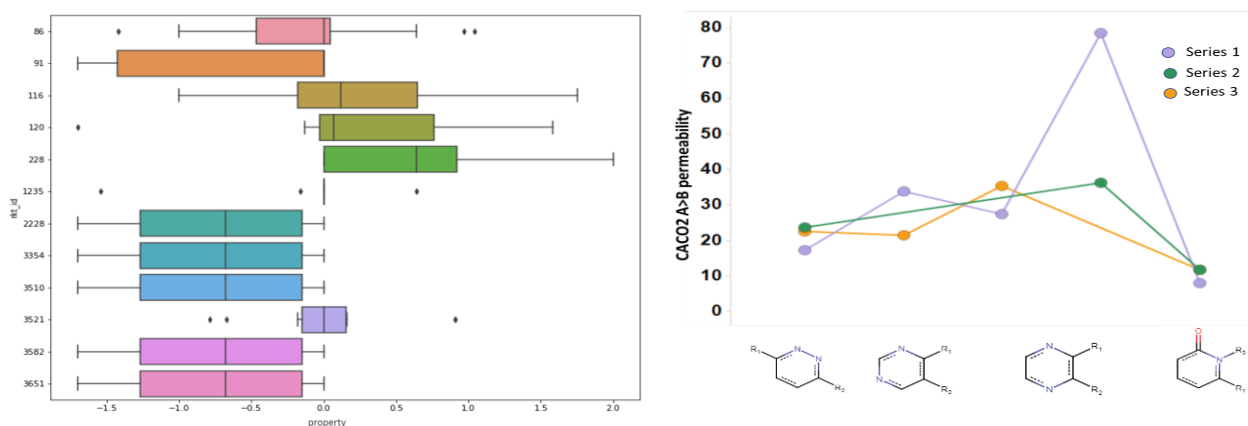 86
91
116
120
228
1235
2228
3354
3510
3521
3582
3651
rkt_id
−1.5 −1.0 −0.5 0.0 0.5 1.0 1.5 2.0
property
CACO2 A>B permeability
80
70
60
50
40
30
20
10
0
Series 1
Series 2
Series 3
R1 N N R2
N N R1 R2
N N R1 R2
O N R3 R1